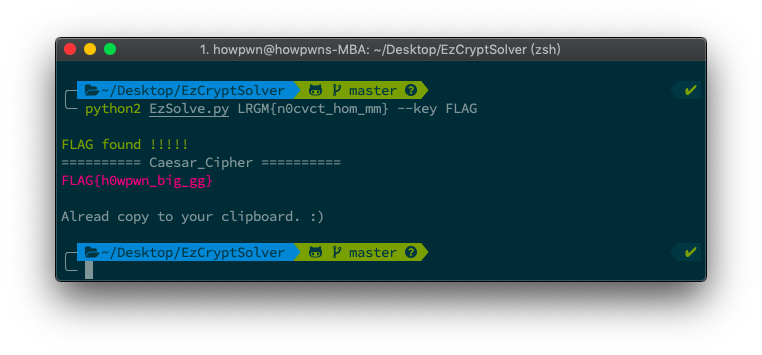 1. howpwn@howpwns-MBA: ~/Desktop/EzCryptSolver (zsh)
~/Desktop/EzCryptSolver master ? ✔
python2 EzSolve.py LRGM{n0cvct_hom_mm} --key FLAG
FLAG found !!!!!
========== Caesar_Cipher ==========
FLAG{h0wpwn_big_gg}
Alread copy to your clipboard. :)
~/Desktop/EzCryptSolver master ? ✔